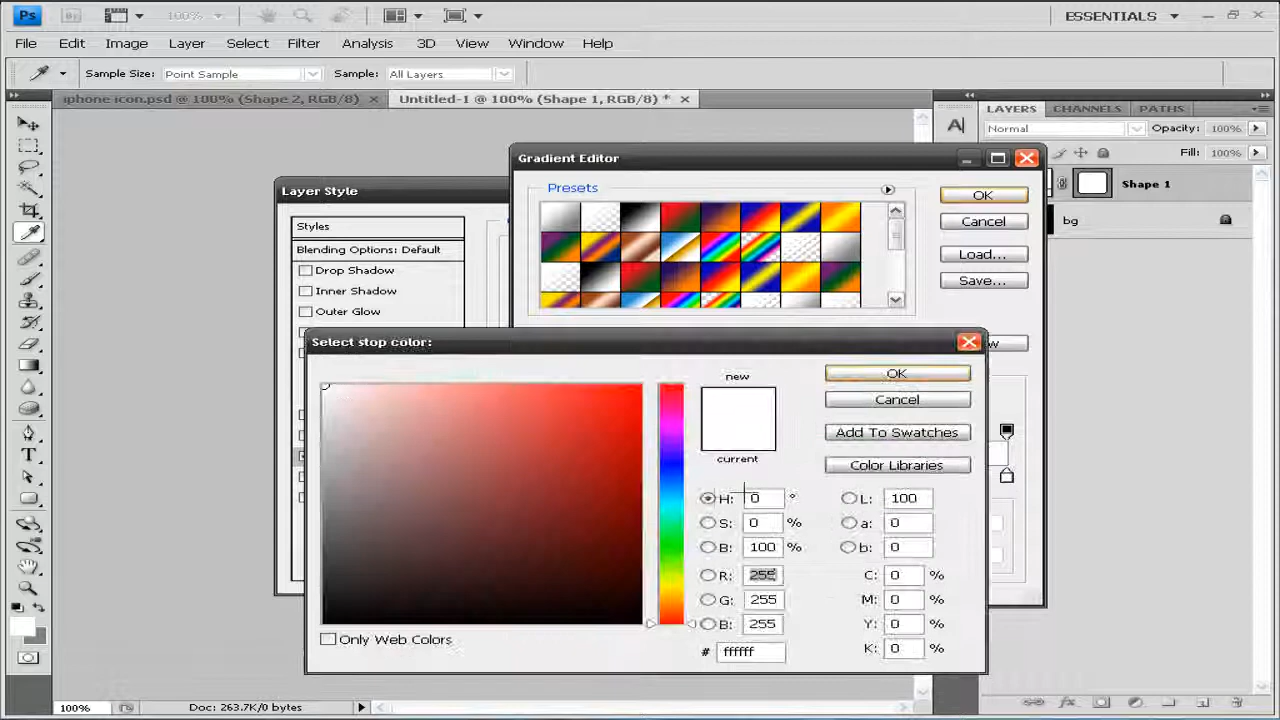 Ps Br 100% ESSENTIALS
File Edit Image Layer Select Filter Analysis 3D View Window Help
Sample Size: Point Sample Sample: All Layers
iphone icon.psd @ 100% (Shape 2, RGB/8) Untitled-1 @ 100% (Shape 1, RGB/8) *
LAYERS CHANNELS PATHS
Normal Opacity: 100%
Fill: 100%
Shape 1
bg
Gradient Editor
Presets
OK
Cancel
Load...
Save...
Layer Style
Styles
Blending Options: Default
Drop Shadow
Inner Shadow
Outer Glow
Select stop color:
new
current
OK
Cancel
Add To Swatches
Color Libraries
H: 0 ° L: 100
S: 0 % a: 0
B: 100 % b: 0
R: 255 C: 0 %
G: 255 M: 0 %
B: 255 Y: 0 %
# ffffff K: 0 %
Only Web Colors
100% Doc: 263.7K/0 bytes